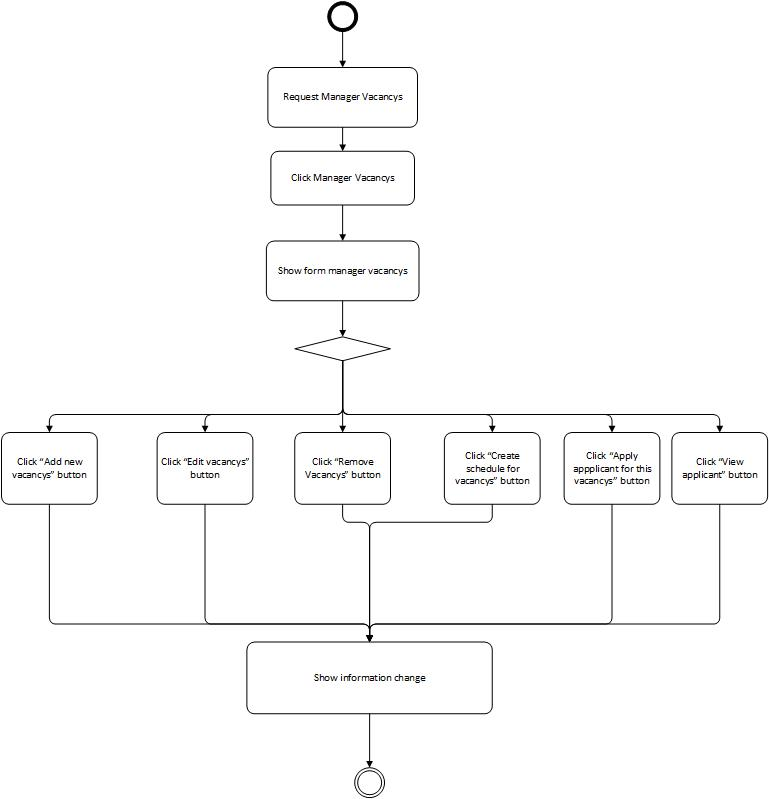 Request Manager Vacancys
Click Manager Vacancys
Show form manager vacancys
Click “Add new
vacancys” button
Click “Edit vacancys”
button
Click “Remove
Vacancys” button
Click “Create
schedule for
vacancys” button
Click “Apply
appplicant for this
vacancys” button
Click “View
applicant” button
Show information change